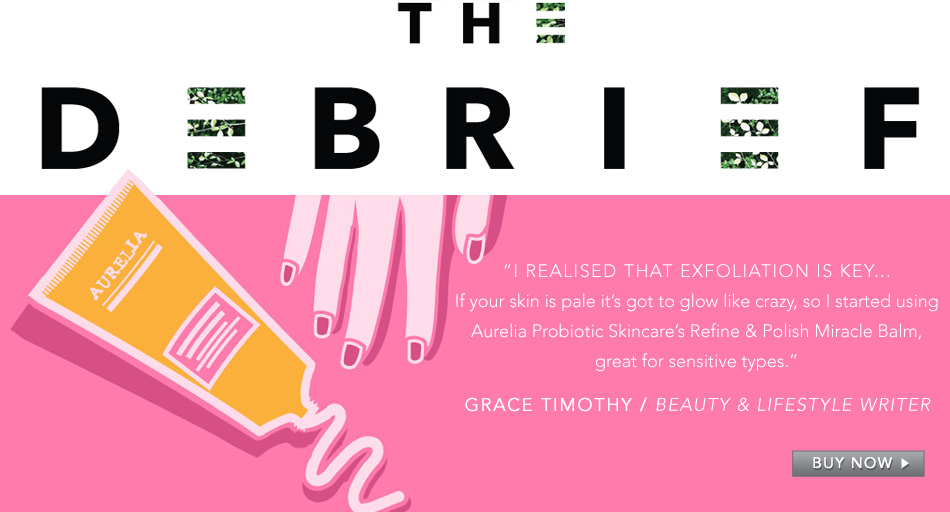 THE
DEBRIEF
AURELIA
“I REALISED THAT EXFOLIATION IS KEY...
If your skin is pale it’s got to glow like crazy, so I started using
Aurelia Probiotic Skincare’s Refine & Polish Miracle Balm,
great for sensitive types.”
GRACE TIMOTHY / BEAUTY & LIFESTYLE WRITER
BUY NOW